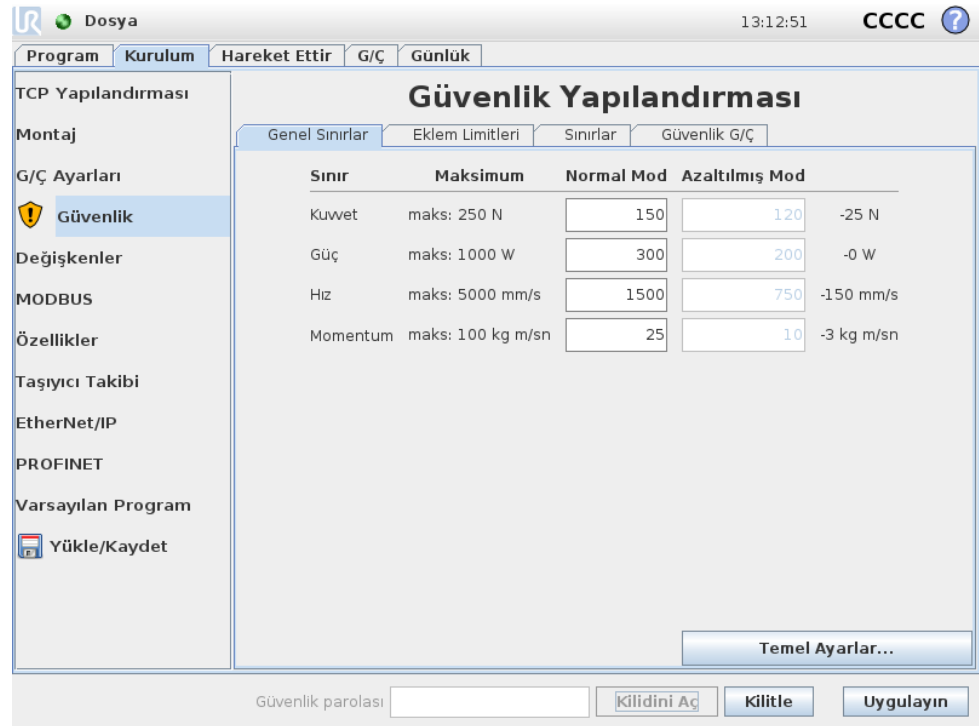 UR Dosya 13:12:51 CCCC ?
Program Kurulum Hareket Ettir G/Ç Günlük
TCP Yapılandırması
Montaj
G/Ç Ayarları
Güvenlik
Değişkenler
MODBUS
Özellikler
Taşıyıcı Takibi
EtherNet/IP
PROFINET
Varsayılan Program
Yükle/Kaydet
Güvenlik Yapılandırması
Genel Sınırlar Eklem Limitleri Sınırlar Güvenlik G/Ç
Sınır Maksimum Normal Mod Azaltılmış Mod
Kuvvet maks: 250 N 150 120 -25 N
Güç maks: 1000 W 300 200 -0 W
Hız maks: 5000 mm/s 1500 750 -150 mm/s
Momentum maks: 100 kg m/sn 25 10 -3 kg m/sn
Temel Ayarlar...
Güvenlik parolası Kilidini Aç Kilitle Uygulayın